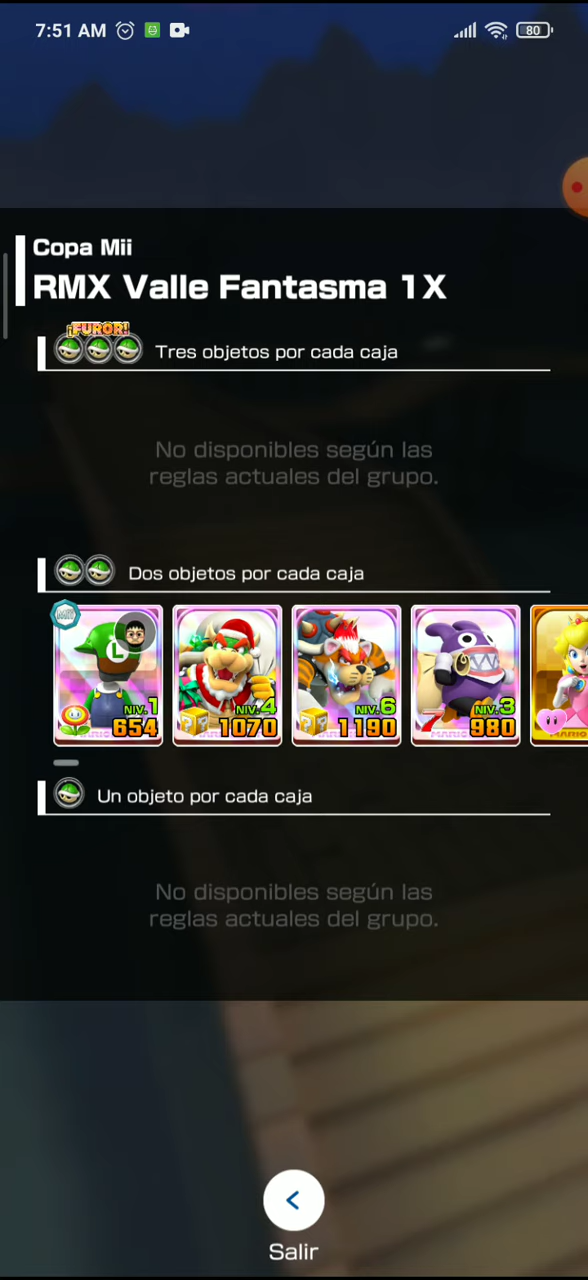 7:51 AM
80
Copa Mii
RMX Valle Fantasma 1X
¡FUROR!
Tres objetos por cada caja
No disponibles según las
reglas actuales del grupo.
Dos objetos por cada caja
Mii
L
NIV.1 NIV.4 NIV.6 NIV.3
654 1070 1190 980
Un objeto por cada caja
No disponibles según las
reglas actuales del grupo.
Salir